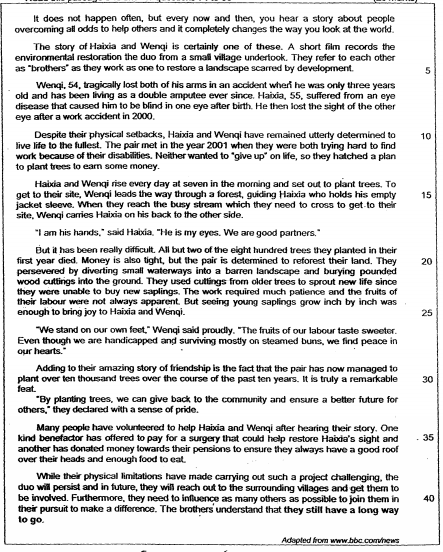 It does not happen often, but every now and then, you hear a story about people
overcoming all odds to help others and it completely changes the way you look at the world.
The story of Haixia and Wenqi is certainly one of these. A short film records the
environmental restoration the duo from a small village undertook. They refer to each other
as "brothers" as they work as one to restore a landscape scarred by development. 5
Wenqi, 54, tragically lost both of his arms in an accident when he was only three years
old and has been living as a double amputee ever since. Haixia, 55, suffered from an eye
disease that caused him to be blind in one eye after birth. He then lost the sight of the other
eye after a work accident in 2000.
Despite their physical setbacks, Haixia and Wenqi have remained utterly determined to 10
live life to the fullest. The pair met in the year 2001 when they were both trying hard to find
work because of their disabilities. Neither wanted to "give up" on life, so they hatched a plan
to plant trees to earn some money.
Haixia and Wenqi rise every day at seven in the morning and set out to plant trees. To
get to their site, Wenqi leads the way through a forest, guiding Haixia who holds his empty 15
jacket sleeve. When they reach the busy stream which they need to cross to get to their
site, Wenqi carries Haixia on his back to the other side.
"I am his hands," said Haixia. "He is my eyes. We are good partners."
But it has been really difficult. All but two of the eight hundred trees they planted in their
first year died. Money is also tight, but the pair is determined to reforest their land. They 20
persevered by diverting small waterways into a barren landscape and burying pounded
wood cuttings into the ground. They used cuttings from older trees to sprout new life since
they were unable to buy new saplings. The work required much patience and the fruits of
their labour were not always apparent. But seeing young saplings grow inch by inch was
enough to bring joy to Haixia and Wenqi. 25
"We stand on our own feet," Wenqi said proudly. "The fruits of our labour taste sweeter.
Even though we are handicapped and surviving mostly on steamed buns, we find peace in
our hearts."
Adding to their amazing story of friendship is the fact that the pair has now managed to
plant over ten thousand trees over the course of the past ten years. It is truly a remarkable 30
feat.
"By planting trees, we can give back to the community and ensure a better future for
others," they declared with a sense of pride.
Many people have volunteered to help Haixia and Wenqi after hearing their story. One
kind benefactor has offered to pay for a surgery that could help restore Haixia's sight and 35
another has donated money towards their pensions to ensure they always have a good roof
over their heads and enough food to eat.
While their physical limitations have made carrying out such a project challenging, the
duo will persist and in future, they will reach out to the surrounding villages and get them to
be involved. Furthermore, they need to influence as many others as possible to join them in 40
their pursuit to make a difference. The brothers understand that they still have a long way
to go.
Adapted from www.bbc.com/news